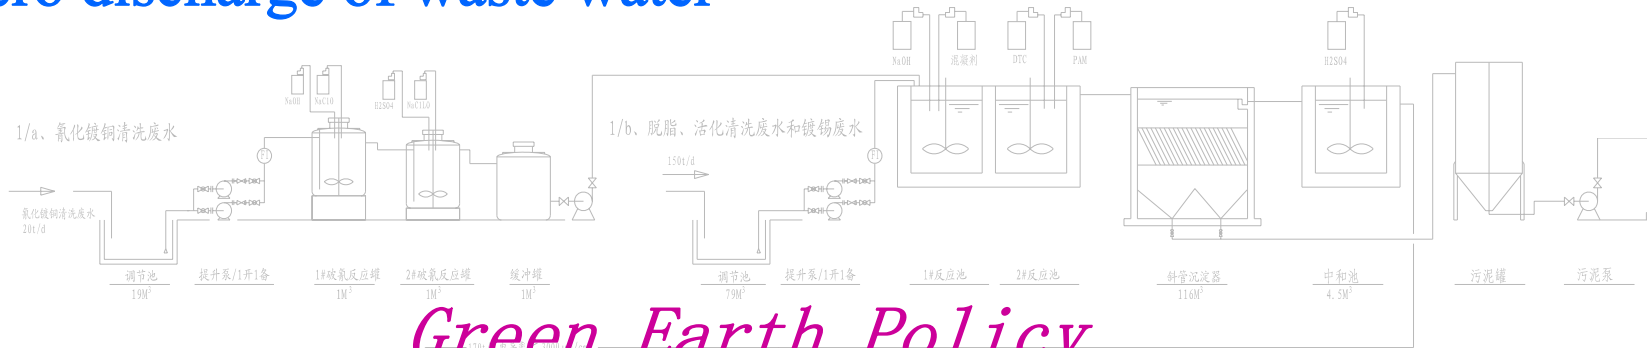 ero discharge of waste water
NaOH
混凝剂
DTC
PAM
H2SO4
NaOH
NaClO
H2SO4
NaClLO
1/a、氰化镀铜清洗废水
1/b、脱脂、活化清洗废水和镀锡废水
FI
FI
150t/d
氰化镀铜清洗废水
20t/d
调节池
19M3
提升泵/1开1备
1#破氰反应罐
1M3
2#破氰反应罐
1M3
缓冲罐
1M3
调节池
79M3
提升泵/1开1备
1#反应池
2#反应池
斜管沉淀器
116M3
中和池
4.5M3
污泥罐
污泥泵
Green Earth Policy